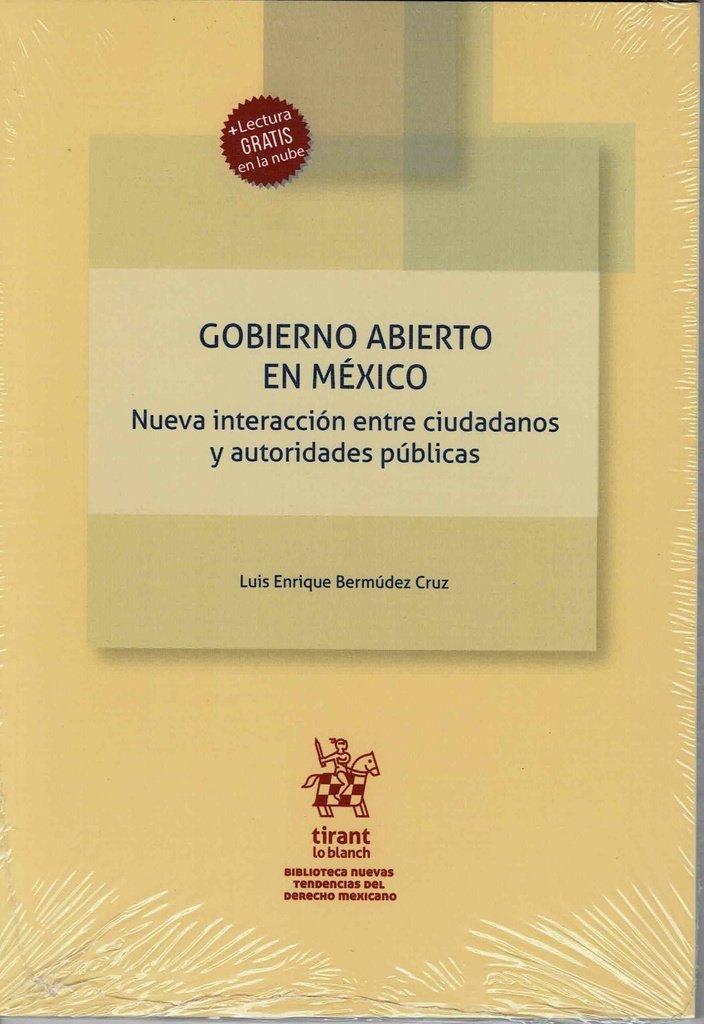 +Lectura
GRATIS
en la nube
GOBIERNO ABIERTO
EN MÉXICO
Nueva interacción entre ciudadanos
y autoridades públicas
Luis Enrique Bermúdez Cruz
tirant
lo blanch
BIBLIOTECA NUEVAS
TENDENCIAS DEL
DERECHO MEXICANO